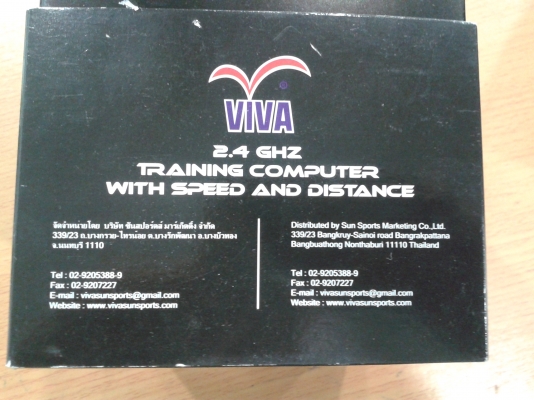 VIVA
2.4 GHZ
TRAINING COMPUTER
WITH SPEED AND DISTANCE
จัดจำหน่ายโดย บริษัท ซันสปอร์ตส์ มาร์เก็ตติ้ง จำกัด
339/23 ถ.บางกรวย-ไทรน้อย ต.บางรักพัฒนา อ.บางบัวทอง
จ.นนทบุรี 1110
Tel : 02-9205388-9
Fax : 02-9207227
E-mail : vivasunsports@gmail.com
Website : www.vivasunsports.com
Distributed by Sun Sports Marketing Co.,Ltd.
339/23 Bangkruy-Sainoi road Bangrakpattana
Bangbuathong Nonthaburi 11110 Thailand
Tel : 02-9205388-9
Fax : 02-9207227
E-mail : vivasunsports@gmail.com
Website : www.vivasunsports.com